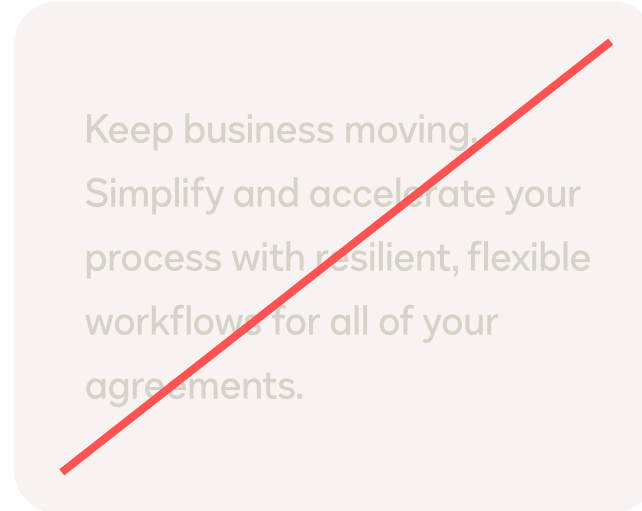 Keep business moving.
Simplify and accelerate your
process with resilient, flexible
workflows for all of your
agreements.